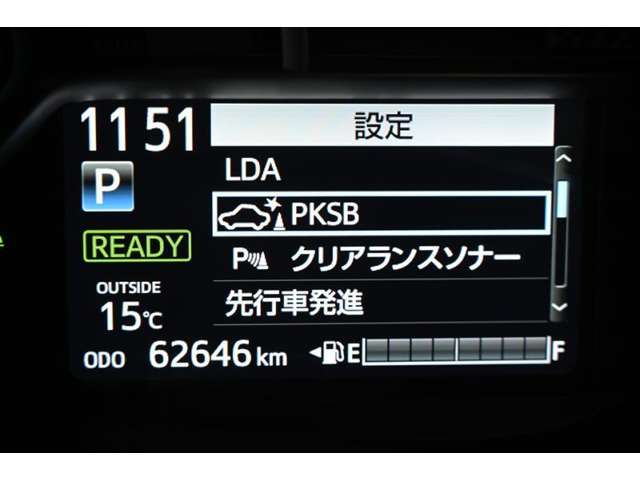 11 51
設定
LDA
P
PKSB
READY
P クリアランスソナー
OUTSIDE
15℃
先行車発進
ODO 62646 km
E F